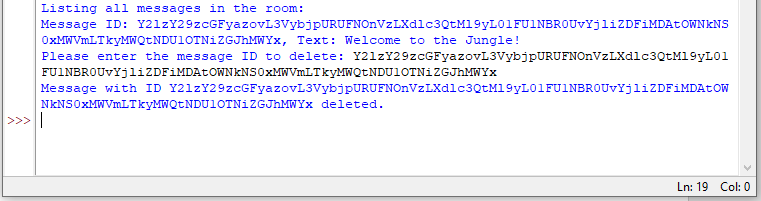 Listing all messages in the room:
Message ID: Y2lzY29zcGFyazovL3VybjpURUFNOnVzLXdlc3QtMl9yL01FU1NBR0UvYjliZDFiMDAtOWNkNS
0xMWVmLTkyMWQtNDU1OTNiZGJhMWYx, Text: Welcome to the Jungle!
Please enter the message ID to delete: Y2lzY29zcGFyazovL3VybjpURUFNOnVzLXdlc3QtMl9yL01
FU1NBR0UvYjliZDFiMDAtOWNkNS0xMWVmLTkyMWQtNDU1OTNiZGJhMWYx
Message with ID Y2lzY29zcGFyazovL3VybjpURUFNOnVzLXdlc3QtMl9yL01FU1NBR0UvYjliZDFiMDAtOW
NkNS0xMWVmLTkyMWQtNDU1OTNiZGJhMWYx deleted.
>>>
Ln: 19 Col: 0